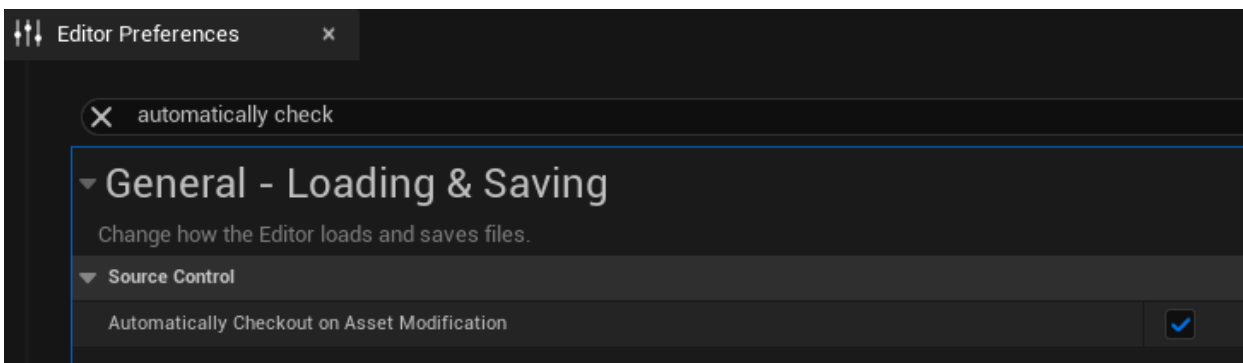 Editor Preferences
automatically check
General - Loading & Saving
Change how the Editor loads and saves files.
Source Control
Automatically Checkout on Asset Modification